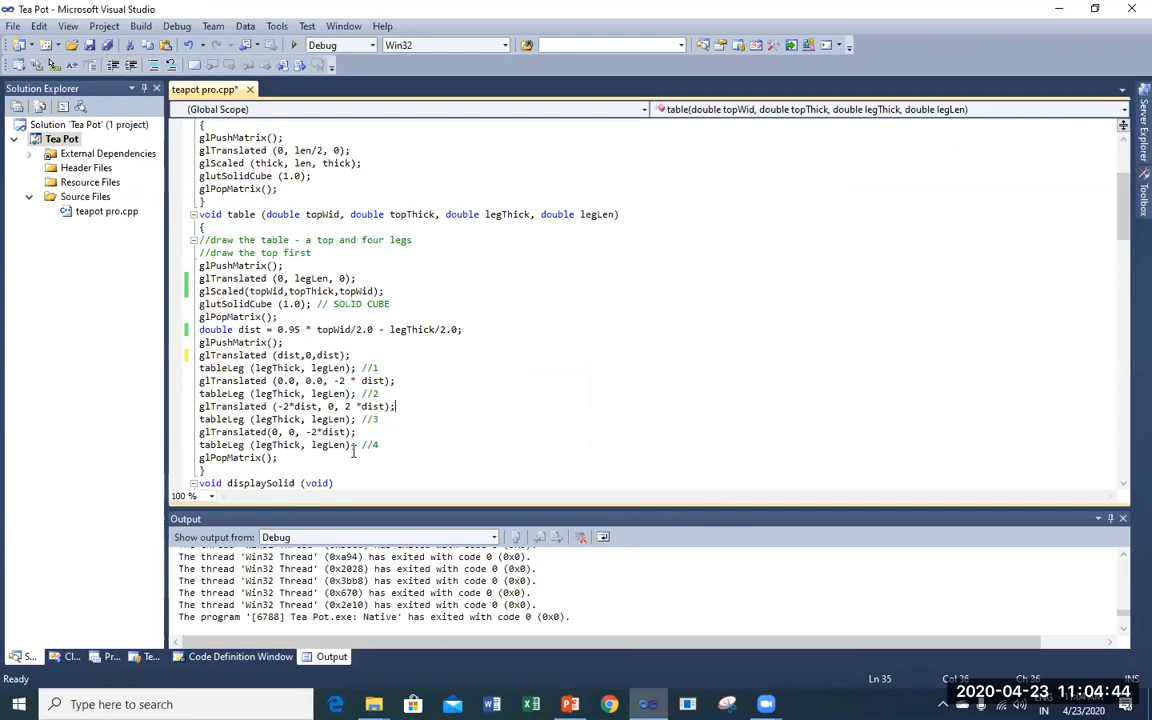 Tea Pot - Microsoft Visual Studio
File Edit View Project Build Debug Team Data Tools Test Window Help
Debug Win32
Solution Explorer
teapot pro.cpp*
(Global Scope) table(double topWid, double topThick, double legThick, double legLen)
Solution 'Tea Pot' (1 project)
Tea Pot
External Dependencies
Header Files
Resource Files
Source Files
teapot pro.cpp
{
glPushMatrix();
glTranslated (0, len/2, 0);
glScaled (thick, len, thick);
glutSolidCube (1.0);
glPopMatrix();
}
void table (double topWid, double topThick, double legThick, double legLen)
{
//draw the table - a top and four legs
//draw the top first
glPushMatrix();
glTranslated (0, legLen, 0);
glScaled(topWid,topThick,topWid);
glutSolidCube (1.0); // SOLID CUBE
glPopMatrix();
double dist = 0.95 * topWid/2.0 - legThick/2.0;
glPushMatrix();
glTranslated (dist,0,dist);
tableLeg (legThick, legLen); //1
glTranslated (0.0, 0.0, -2 * dist);
tableLeg (legThick, legLen); //2
glTranslated (-2*dist, 0, 2 *dist);
tableLeg (legThick, legLen); //3
glTranslated(0, 0, -2*dist);
tableLeg (legThick, legLen); //4
glPopMatrix();
}
void displaySolid (void)
100 %
Server Explorer
Toolbox
Output
Show output from: Debug
The thread 'Win32 Thread' (0xa94) has exited with code 0 (0x0).
The thread 'Win32 Thread' (0x2028) has exited with code 0 (0x0).
The thread 'Win32 Thread' (0x3bb8) has exited with code 0 (0x0).
The thread 'Win32 Thread' (0x670) has exited with code 0 (0x0).
The thread 'Win32 Thread' (0x2e10) has exited with code 0 (0x0).
The program '[6788] Tea Pot.exe: Native' has exited with code 0 (0x0).
S... Cl... Pr... Te... Code Definition Window Output
Ready Ln 35 Col 36 Ch 36
2020-04-23 11:04:44
Type here to search
IN 4/23/2020